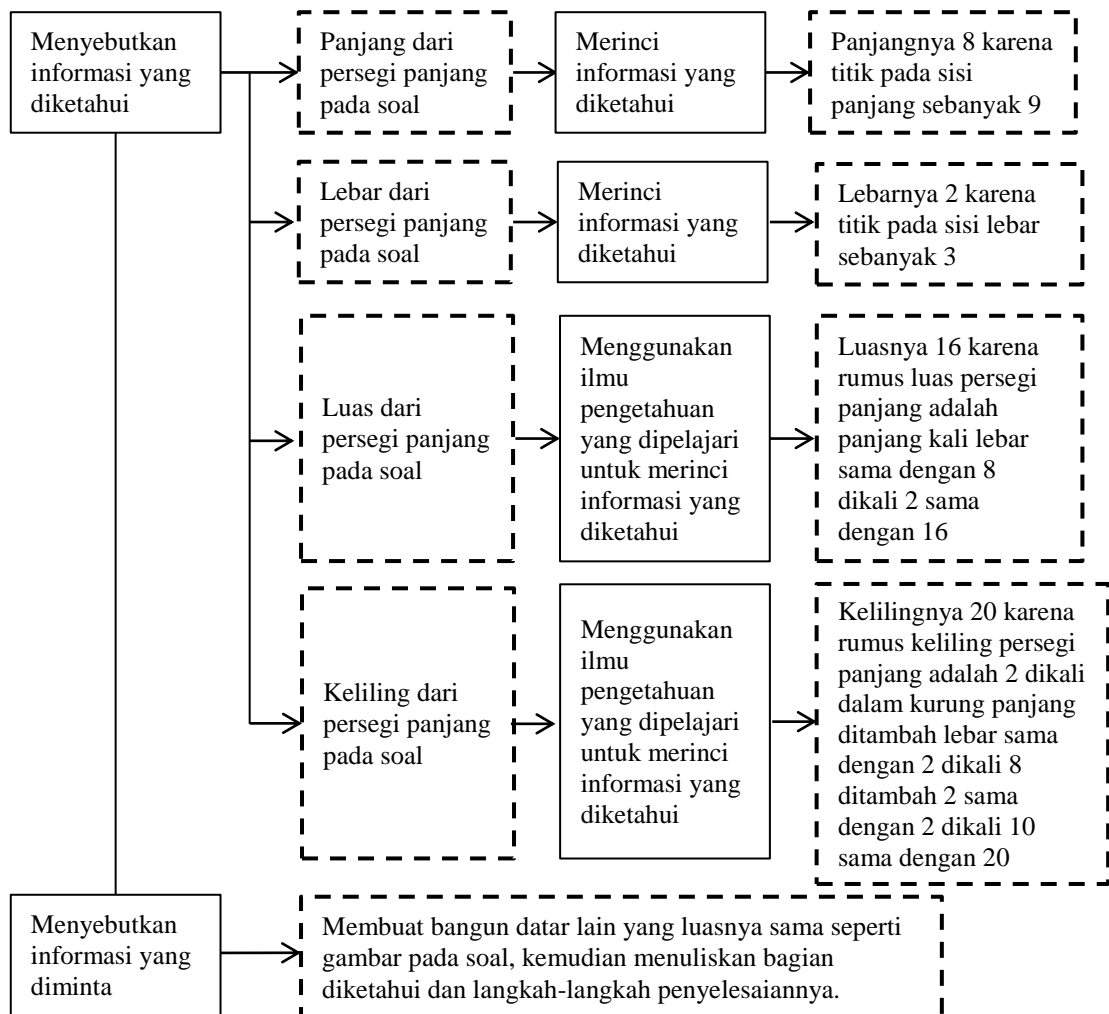 Menyebutkan
informasi yang
diketahui
Panjang dari
persegi panjang
pada soal
Merinci
informasi yang
diketahui
Panjangnya 8 karena
titik pada sisi
panjang sebanyak 9
Lebar dari
persegi panjang
pada soal
Merinci
informasi yang
diketahui
Lebarnya 2 karena
titik pada sisi lebar
sebanyak 3
Luas dari
persegi panjang
pada soal
Menggunakan
ilmu
pengetahuan
yang dipelajari
untuk merinci
informasi yang
diketahui
Luasnya 16 karena
rumus luas persegi
panjang adalah
panjang kali lebar
sama dengan 8
dikali 2 sama
dengan 16
Keliling dari
persegi panjang
pada soal
Menggunakan
ilmu
pengetahuan
yang dipelajari
untuk merinci
informasi yang
diketahui
Kelilingnya 20 karena
rumus keliling persegi
panjang adalah 2 dikali
dalam kurung panjang
ditambah lebar sama
dengan 2 dikali 8
ditambah 2 sama
dengan 2 dikali 10
sama dengan 20
Menyebutkan
informasi yang
diminta
Membuat bangun datar lain yang luasnya sama seperti
gambar pada soal, kemudian menuliskan bagian
diketahui dan langkah-langkah penyelesaiannya.